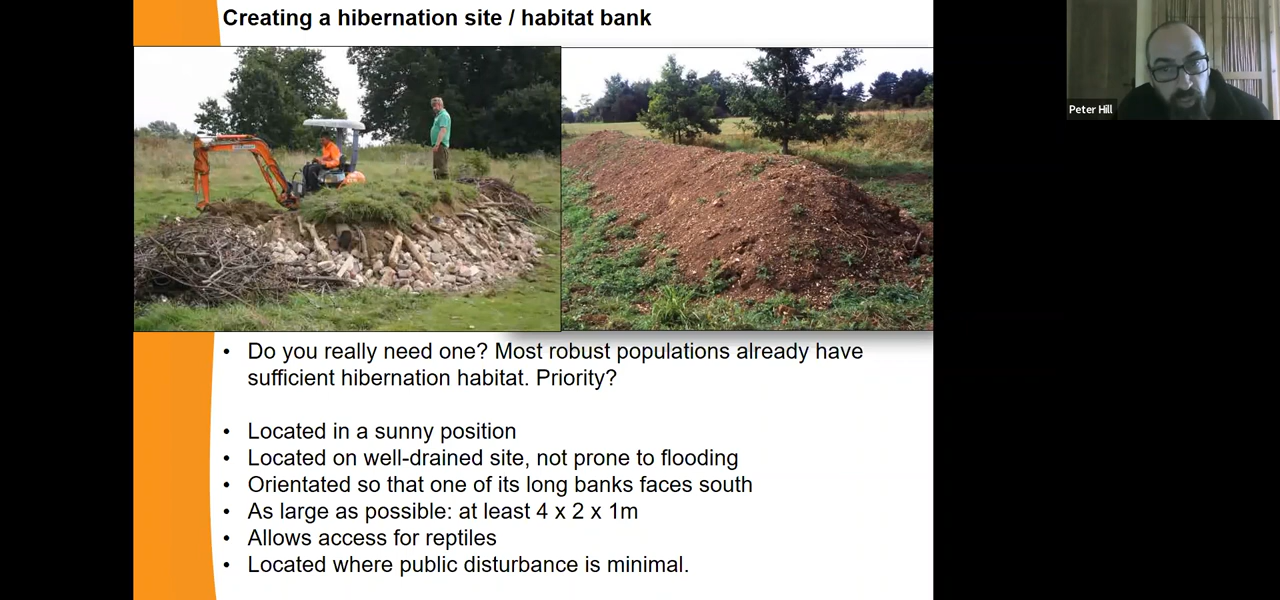 Creating a hibernation site / habitat bank
Peter Hill
• Do you really need one? Most robust populations already have
sufficient hibernation habitat. Priority?
• Located in a sunny position
• Located on well-drained site, not prone to flooding
• Orientated so that one of its long banks faces south
• As large as possible: at least 4 x 2 x 1m
• Allows access for reptiles
• Located where public disturbance is minimal.